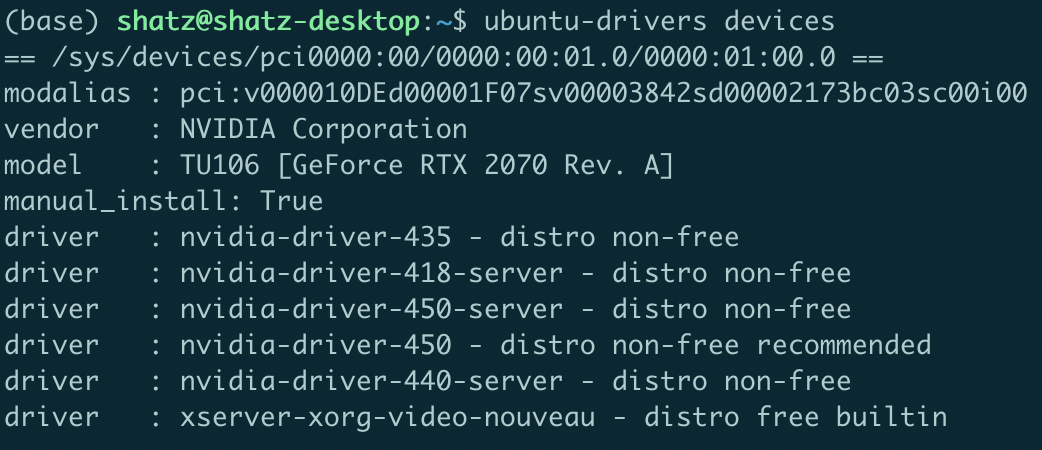 (base) shatz@shatz-desktop:~$ ubuntu-drivers devices
== /sys/devices/pci0000:00/0000:00:01.0/0000:01:00.0 ==
modalias : pci:v000010DEd00001F07sv00003842sd00002173bc03sc00i00
vendor   : NVIDIA Corporation
model    : TU106 [GeForce RTX 2070 Rev. A]
manual_install: True
driver   : nvidia-driver-435 - distro non-free
driver   : nvidia-driver-418-server - distro non-free
driver   : nvidia-driver-450-server - distro non-free
driver   : nvidia-driver-450 - distro non-free recommended
driver   : nvidia-driver-440-server - distro non-free
driver   : xserver-xorg-video-nouveau - distro free builtin